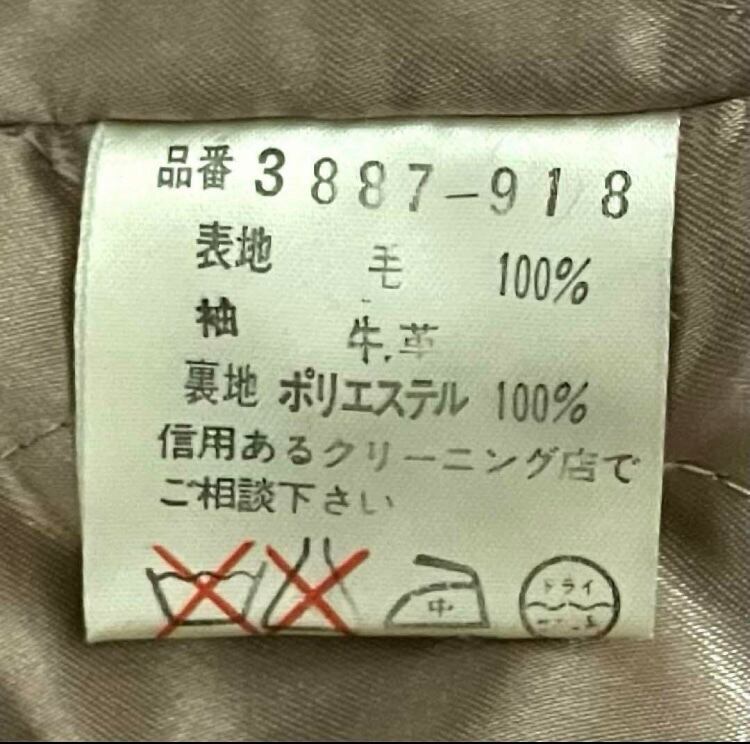 品番 3887-918
表地 毛 100%
袖 牛革
裏地 ポリエステル 100%
信用あるクリーニング店で
ご相談下さい
中 ドライ